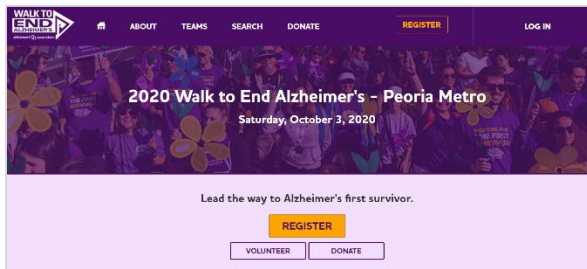 WALK TO
END
ALZHEIMER'S
ABOUT TEAMS SEARCH DONATE REGISTER LOG IN
2020 Walk to End Alzheimer's - Peoria Metro
Saturday, October 3, 2020
Lead the way to Alzheimer's first survivor.
REGISTER
VOLUNTEER DONATE